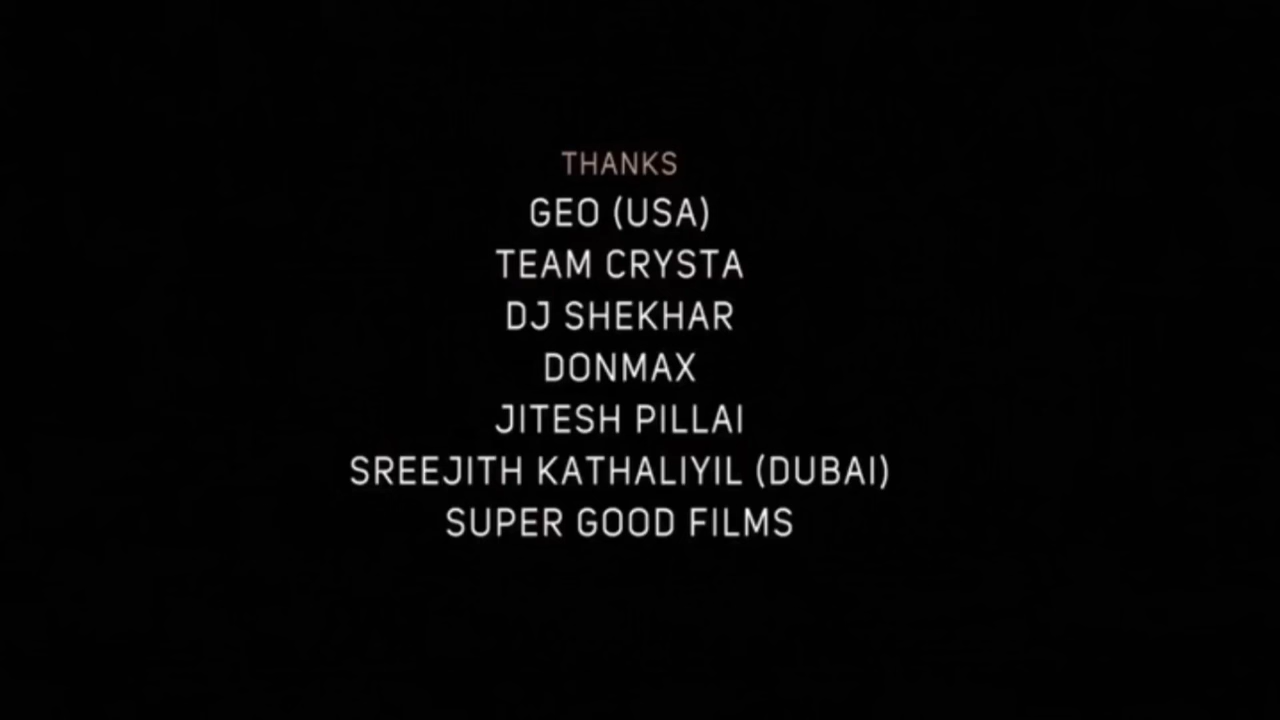 THANKS
GEO (USA)
TEAM CRYSTA
DJ SHEKHAR
DONMAX
JITESH PILLAI
SREEJITH KATHALIYIL (DUBAI)
SUPER GOOD FILMS